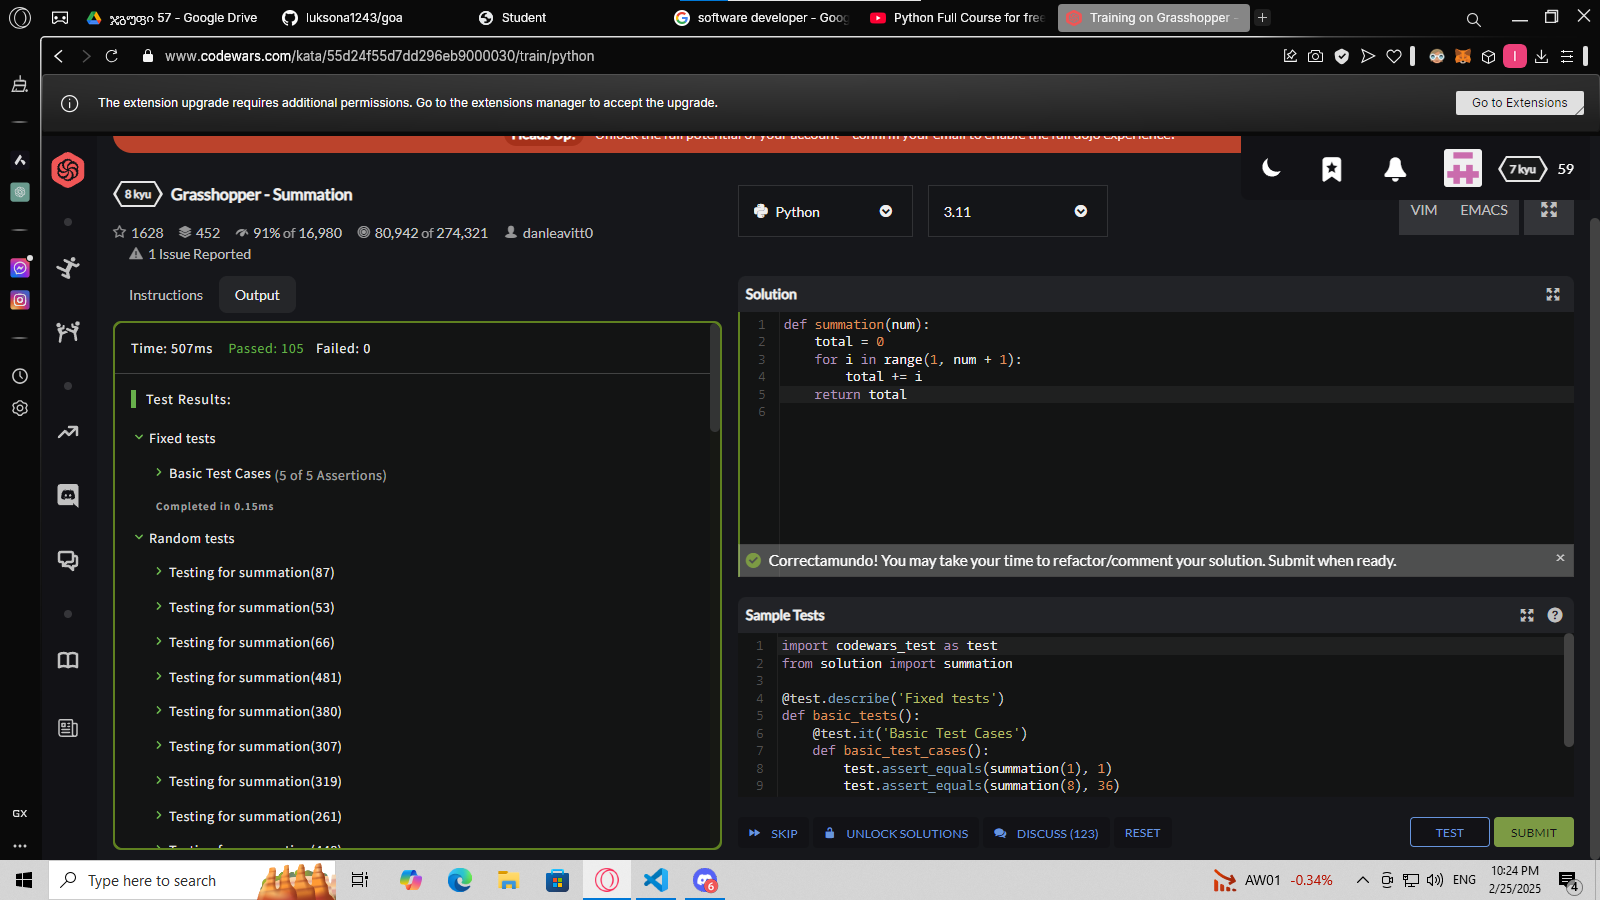 ჯგუფი 57 - Google Drive
luksona1243/goa
Student
software developer - Goog
Python Full Course for free
Training on Grasshopper -
www.codewars.com/kata/55d24f55d7dd296eb9000030/train/python
The extension upgrade requires additional permissions. Go to the extensions manager to accept the upgrade.
Go to Extensions
8 kyu
Grasshopper - Summation
1628
452
91% of 16,980
80,942 of 274,321
danleavitt0
1 Issue Reported
7 kyu
59
Python
3.11
VIM
EMACS
Instructions
Output
Time: 507ms
Passed: 105
Failed: 0
Test Results:
Fixed tests
Basic Test Cases (5 of 5 Assertions)
Completed in 0.15ms
Random tests
Testing for summation(87)
Testing for summation(53)
Testing for summation(66)
Testing for summation(481)
Testing for summation(380)
Testing for summation(307)
Testing for summation(319)
Testing for summation(261)
Solution
1 def summation(num):
2     total = 0
3     for i in range(1, num + 1):
4         total += i
5     return total
6
Correctamundo! You may take your time to refactor/comment your solution. Submit when ready.
Sample Tests
1 import codewars_test as test
2 from solution import summation
3
4 @test.describe('Fixed tests')
5 def basic_tests():
6     @test.it('Basic Test Cases')
7     def basic_test_cases():
8         test.assert_equals(summation(1), 1)
9         test.assert_equals(summation(8), 36)
SKIP
UNLOCK SOLUTIONS
DISCUSS (123)
RESET
TEST
SUBMIT
GX
Type here to search
6
AW01 -0.34%
ENG
10:24 PM
2/25/2025
4